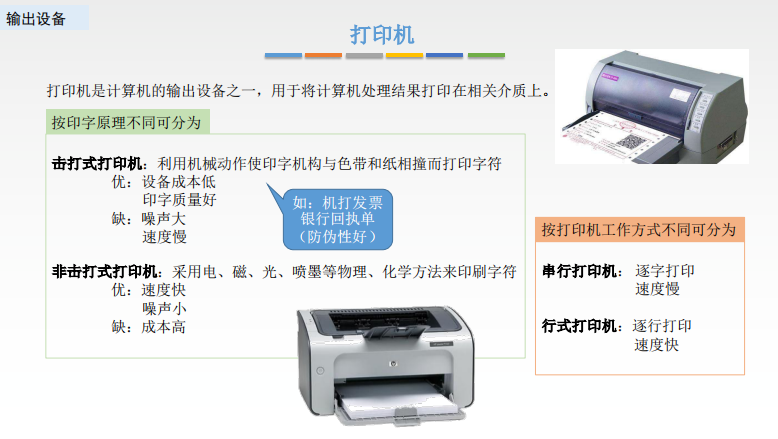 输出设备
打印机
打印机是计算机的输出设备之一，用于将计算机处理结果打印在相关介质上。
按印字原理不同可分为
击打式打印机：利用机械动作使印字机构与色带和纸相撞而打印字符
优：设备成本低
印字质量好
缺：噪声大
速度慢
如：机打发票
银行回执单
（防伪性好）
非击打式打印机：采用电、磁、光、喷墨等物理、化学方法来印刷字符
优：速度快
噪声小
缺：成本高
按打印机工作方式不同可分为
串行打印机：逐字打印
速度慢
行式打印机：逐行打印
速度快
hp